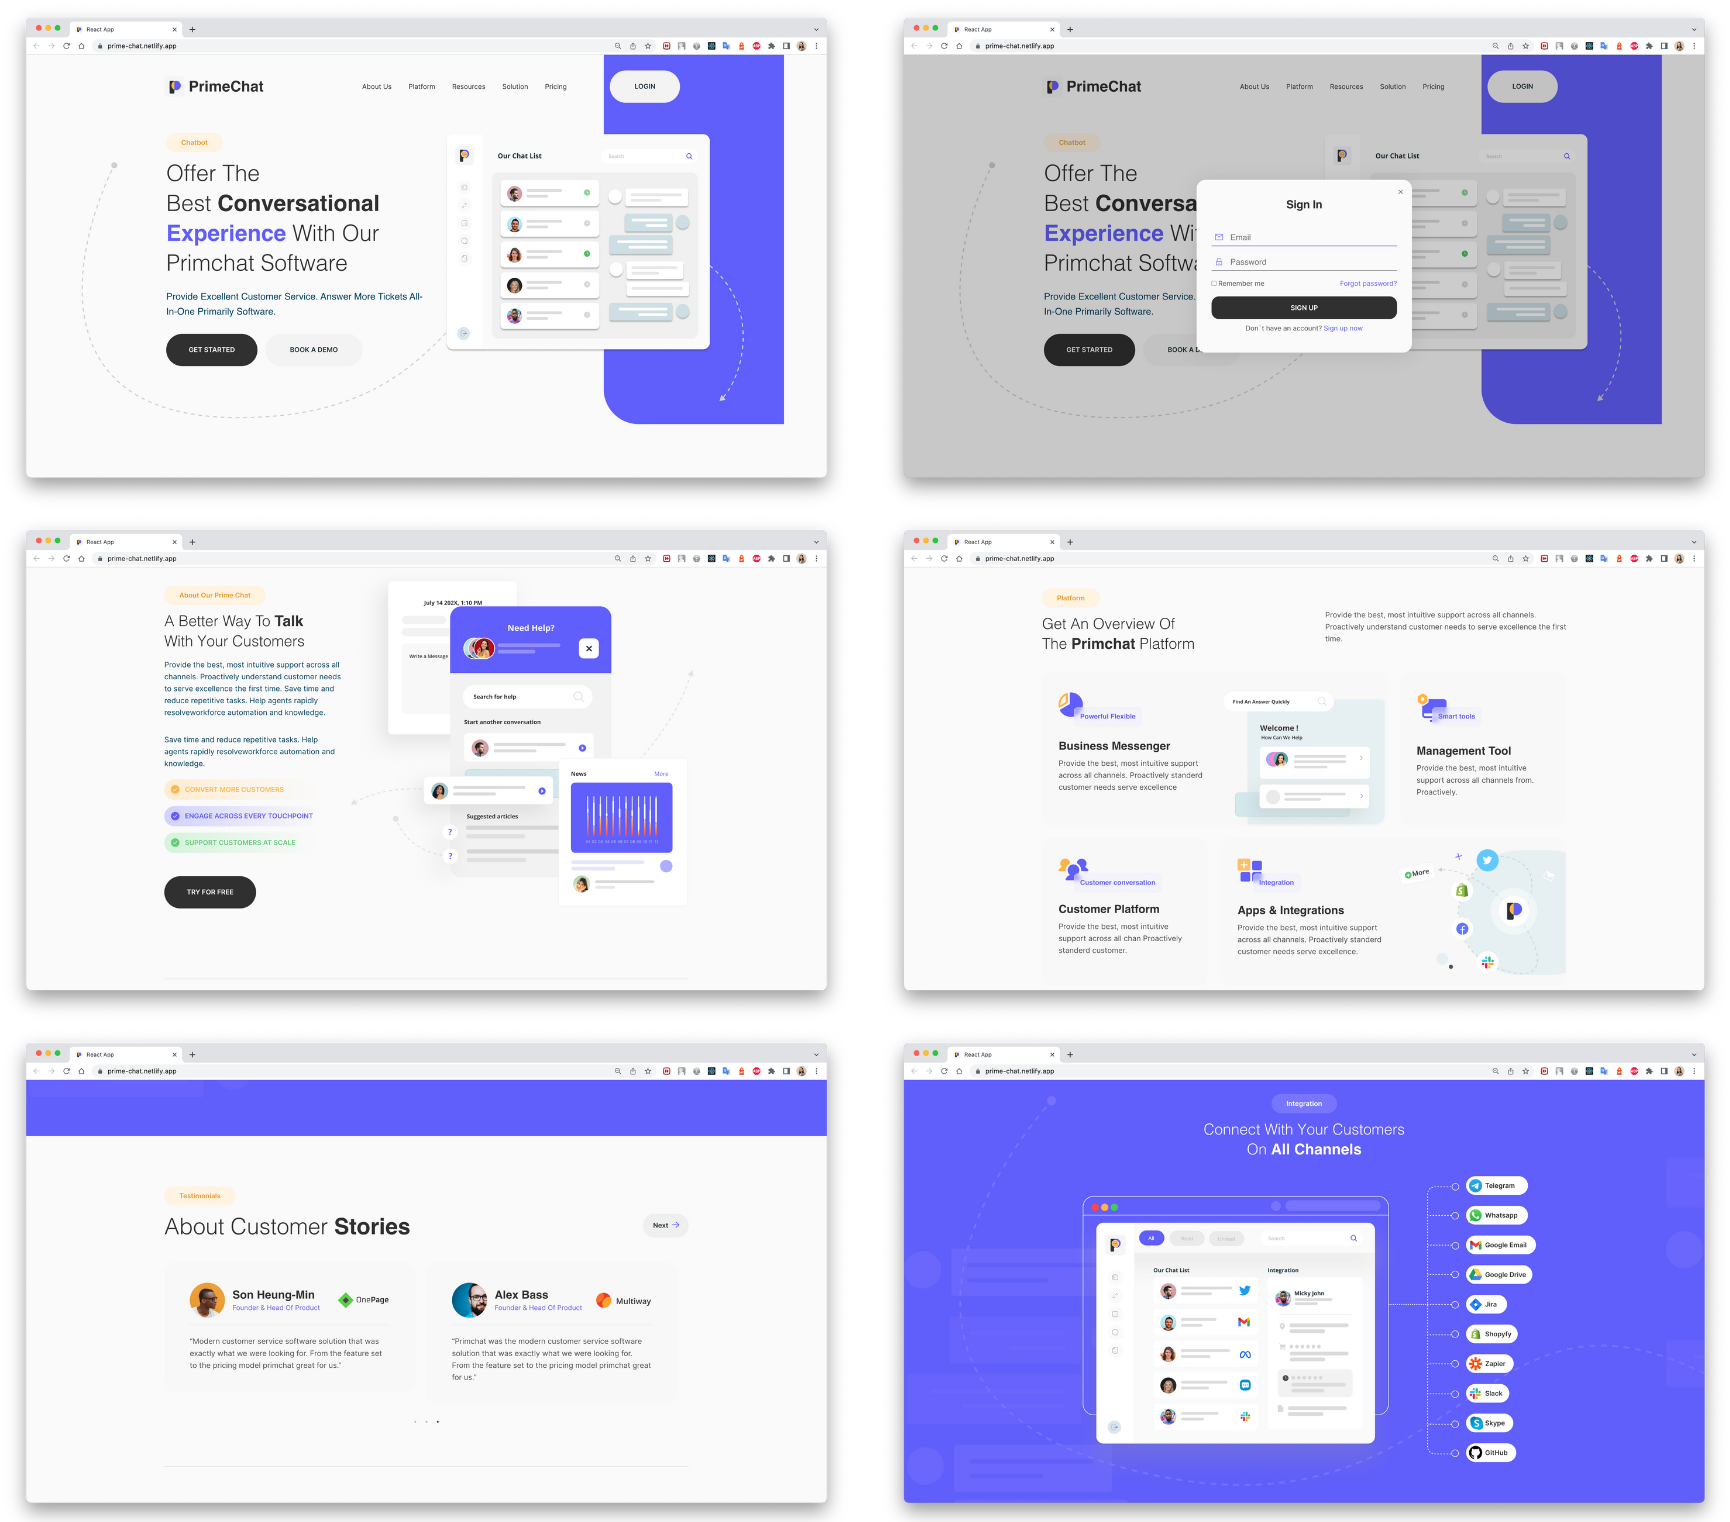 React App
prime-chat.netlify.app
PrimeChat
About Us
Platform
Resources
Solution
Pricing
LOGIN
Chatbot
Offer The
Best Conversational
Experience With Our
Primchat Software
Provide Excellent Customer Service. Answer More Tickets All-
In-One Primarily Software.
GET STARTED
BOOK A DEMO
Our Chat List
Search
React App
prime-chat.netlify.app
PrimeChat
About Us
Platform
Resources
Solution
Pricing
LOGIN
Chatbot
Offer The
Best Conversa
Experience Wi
Primchat Softwa
Provide Excellent Customer Service.
In-One Primarily Software.
GET STARTED
BOOK A D
Our Chat List
Search
Sign In
Email
Password
Remember me
Forgot password?
SIGN UP
Don`t have an account? Sign up now
React App
prime-chat.netlify.app
About Our Prime Chat
A Better Way To Talk
With Your Customers
Provide the best, most intuitive support across all
channels. Proactively understand customer needs
to serve excellence the first time. Save time and
reduce repetitive tasks. Help agents rapidly
resolveworkforce automation and knowledge.
Save time and reduce repetitive tasks. Help
agents rapidly resolveworkforce automation and
knowledge.
CONVERT MORE CUSTOMERS
ENGAGE ACROSS EVERY TOUCHPOINT
SUPPORT CUSTOMERS AT SCALE
TRY FOR FREE
July 14 202X, 1:10 PM
Write a Message
Need Help?
Search for help
Start another conversation
Suggested articles
?
?
News
More
01 02 03 04 05 06 07 08 09 10 11 12
React App
prime-chat.netlify.app
Platform
Get An Overview Of
The Primchat Platform
Provide the best, most intuitive support across all channels.
Proactively understand customer needs to serve excellence the first
time.
Powerful Flexible
Business Messenger
Provide the best, most intuitive support
across all channels. Proactively standerd
customer needs serve excellence
Find An Answer Quickly
Welcome !
How Can We Help
Smart tools
Management Tool
Provide the best, most intuitive
support across all channels from.
Proactively.
Customer conversation
Customer Platform
Provide the best, most intuitive
support across all chan Proactively
standerd customer.
Integration
Apps & Integrations
Provide the best, most intuitive support
across all channels. Proactively standerd
customer needs serve excellence.
More
React App
prime-chat.netlify.app
Testimonials
About Customer Stories
Next
Son Heung-Min
Founder & Head Of Product
OnePage
“Modern customer service software solution that was
exactly what we were looking for. From the feature set
to the pricing model primchat great for us.”
Alex Bass
Founder & Head Of Product
Multiway
“Primchat was the modern customer service software
solution that was exactly what we were looking for.
From the feature set to the pricing model primchat great
for us.”
React App
prime-chat.netlify.app
Integration
Connect With Your Customers
On All Channels
All
Read
Unread
Search
Our Chat List
Integration
Micky John
Telegram
Whatsapp
Google Email
Google Drive
Jira
Shopyfy
Zapier
Slack
Skype
GitHub